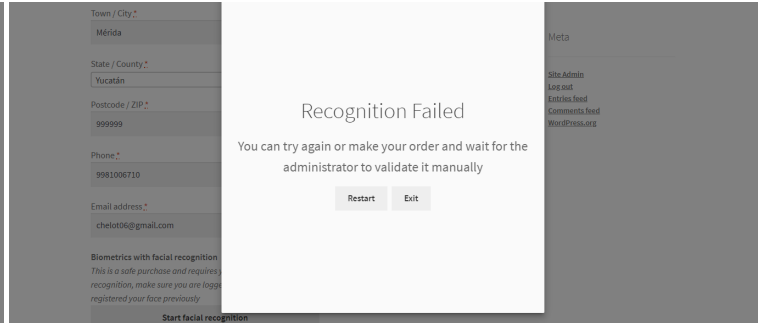 Town / City *
Mérida
State / County *
Yucatán
Postcode / ZIP *
999999
Phone *
9981006710
Email address *
chelot06@gmail.com
Biometrics with facial recognition
This is a safe purchase and requires
recognition, make sure you are
registered your face previously
Start facial recognition
Recognition Failed
You can try again or make your order and wait for the
administrator to validate it manually
Restart Exit
Meta
Site Admin
Log out
Entries feed
Comments feed
WordPress.org